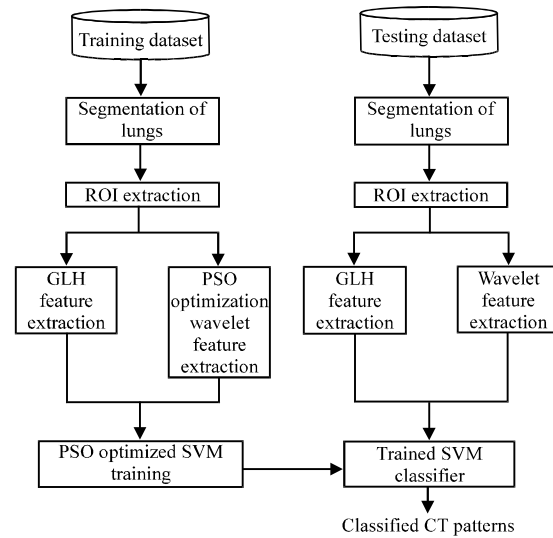 Training dataset
Testing dataset
Segmentation of
lungs
Segmentation of
lungs
ROI extraction
ROI extraction
GLH
feature
extraction
PSO
optimization
wavelet
feature
extraction
GLH
feature
extraction
Wavelet
feature
extraction
PSO optimized SVM
training
Trained SVM
classifier
Classified CT patterns